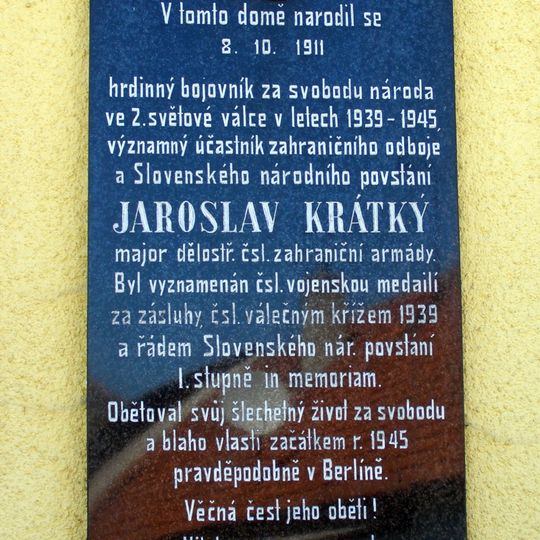 V tomto domě narodil se
8. 10. 1911
hrdinný bojovník za svobodu národa
ve 2. světové válce v letech 1939-1945,
významný účastník zahraničního odboje
a Slovenského národního povstání
JAROSLAV KRÁTKÝ
major dělostř. čsl. zahraniční armády.
Byl vyznamenán čsl. vojenskou medailí
za zásluhy, čsl. válečným křížem 1939
a řádem Slovenského nár. povstání
I. stupně in memoriam.
Obětoval svůj šlechetný život za svobodu
a blaho vlasti začátkem r. 1945
pravděpodobně v Berlíně.
Věčná čest jeho oběti!